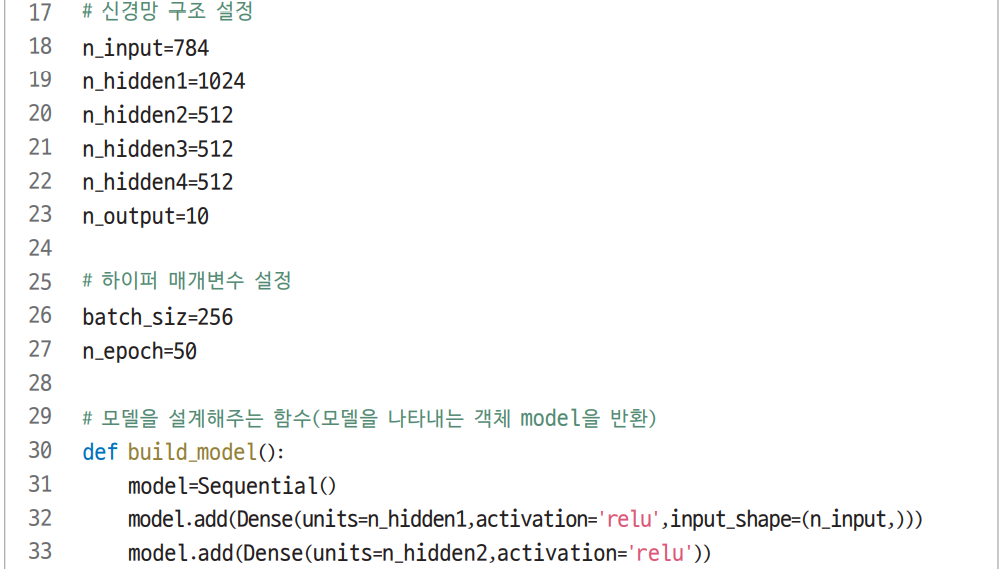 17 # 신경망 구조 설정
18 n_input=784
19 n_hidden1=1024
20 n_hidden2=512
21 n_hidden3=512
22 n_hidden4=512
23 n_output=10
24
25 # 하이퍼 매개변수 설정
26 batch_siz=256
27 n_epoch=50
28
29 # 모델을 설계해주는 함수(모델을 나타내는 객체 model을 반환)
30 def build_model():
31 model=Sequential()
32 model.add(Dense(units=n_hidden1,activation='relu',input_shape=(n_input,)))
33 model.add(Dense(units=n_hidden2,activation='relu'))